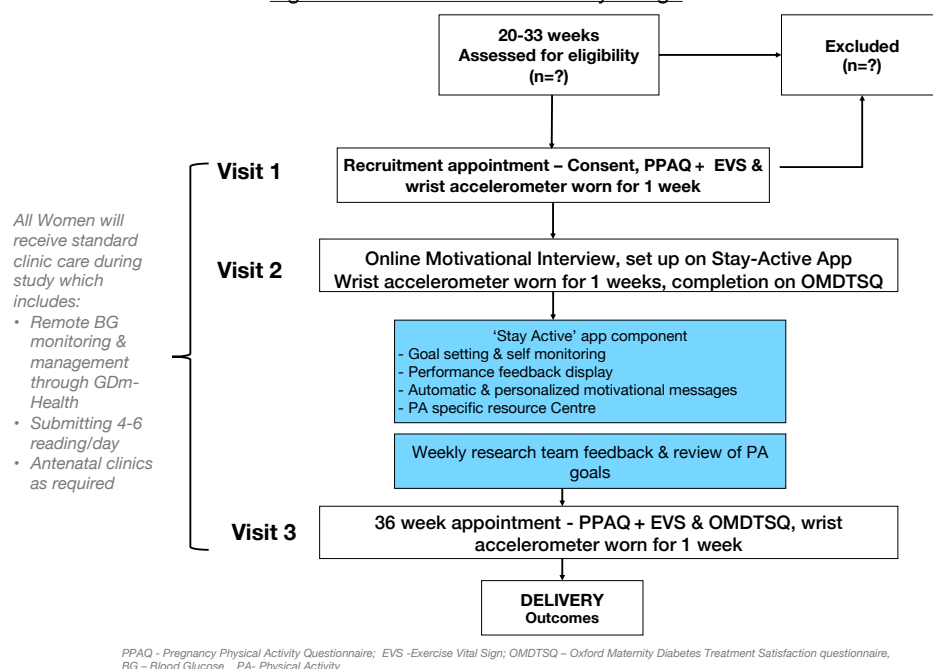 20-33 weeks
Assessed for eligibility
(n=?)
Excluded
(n=?)
Visit 1
Recruitment appointment – Consent, PPAQ + EVS &
wrist accelerometer worn for 1 week
All Women will
receive standard
clinic care during
study which
includes:
• Remote BG
monitoring &
management
through GDm-
Health
• Submitting 4-6
reading/day
• Antenatal clinics
as required
Visit 2
Online Motivational Interview, set up on Stay-Active App
Wrist accelerometer worn for 1 weeks, completion on OMDTSQ
‘Stay Active’ app component
- Goal setting & self monitoring
- Performance feedback display
- Automatic & personalized motivational messages
- PA specific resource Centre
Weekly research team feedback & review of PA
goals
Visit 3
36 week appointment - PPAQ + EVS & OMDTSQ, wrist
accelerometer worn for 1 week
DELIVERY
Outcomes
PPAQ - Pregnancy Physical Activity Questionnaire; EVS -Exercise Vital Sign; OMDTSQ – Oxford Maternity Diabetes Treatment Satisfaction questionnaire,
BG – Blood Glucose PA- Physical Activity